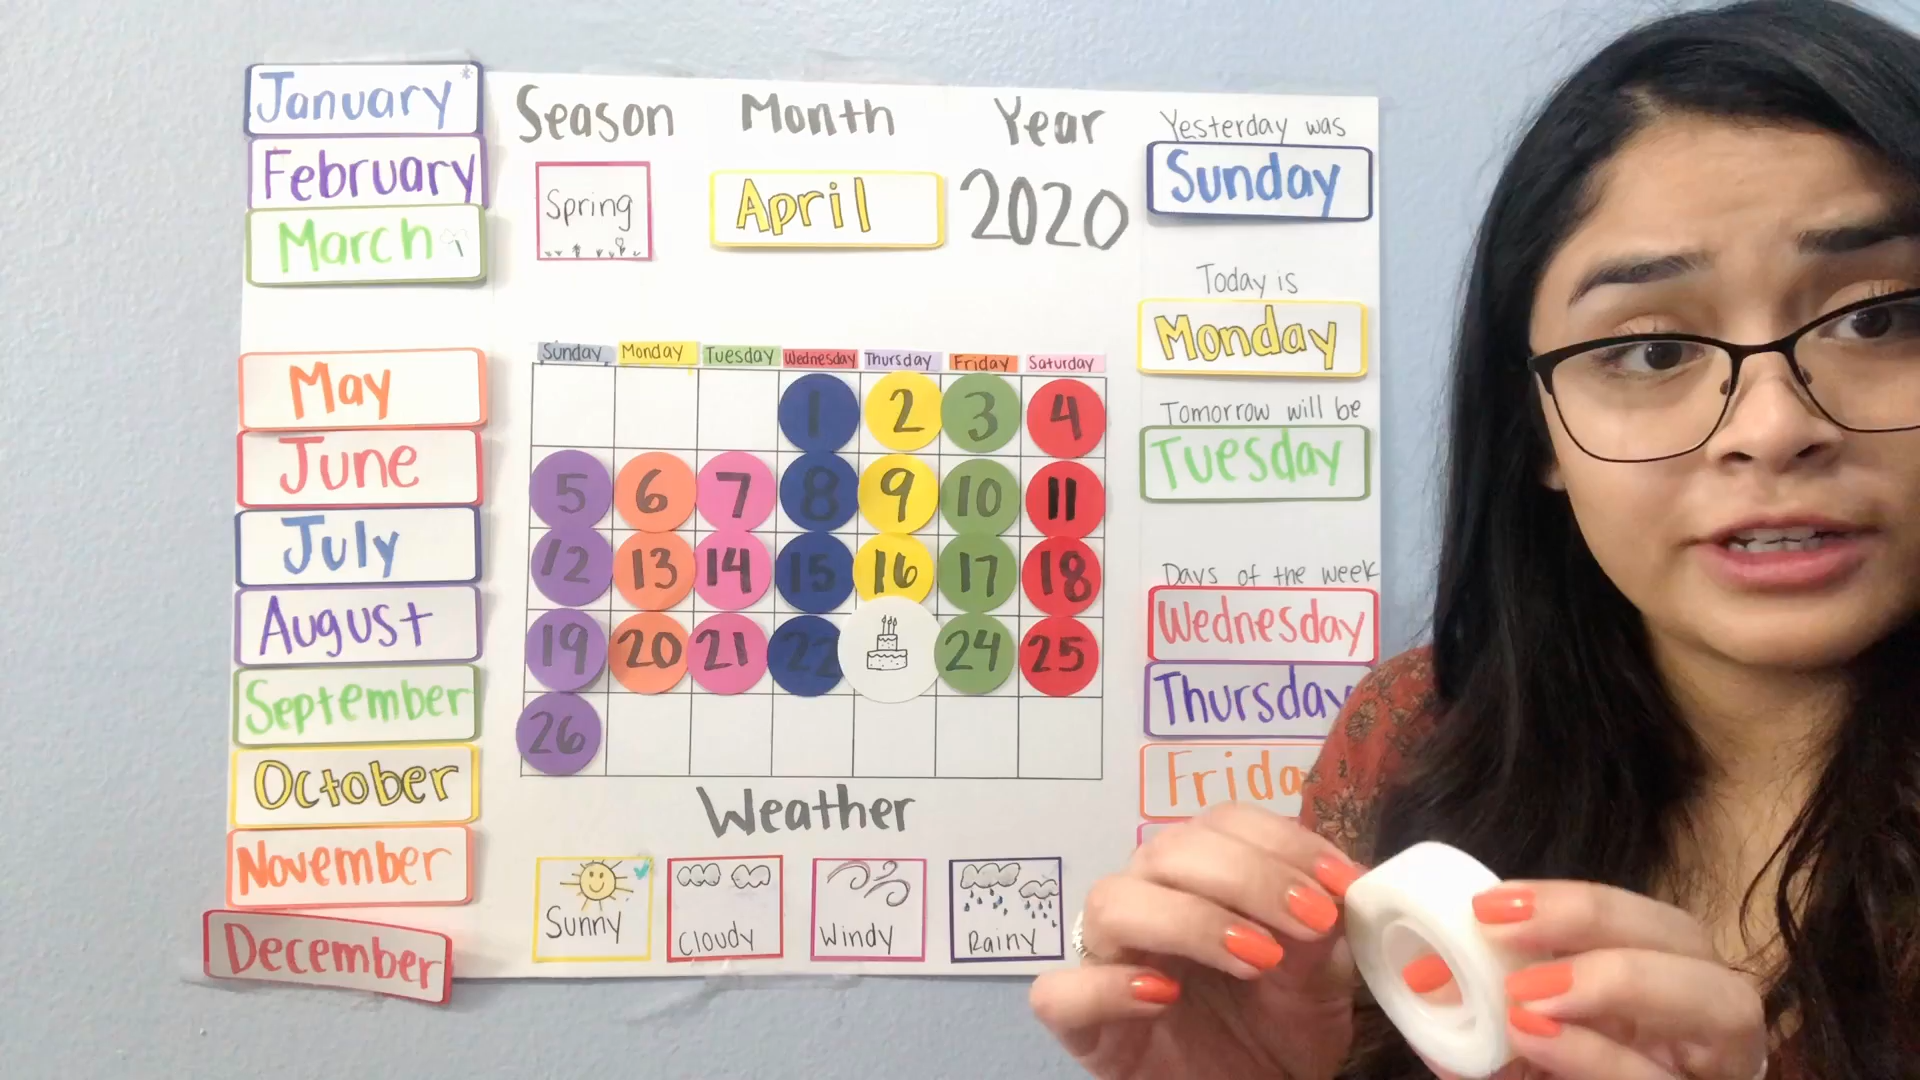 January
February
March
May
June
July
August
September
October
November
December
Season Month Year
Spring April 2020
Sunday Monday Tuesday Wednesday Thursday Friday Saturday
1 2 3 4
5 6 7 8 9 10 11
12 13 14 15 16 17 18
19 20 21 22 24 25
26
Weather
Sunny Cloudy Windy Rainy
Yesterday was
Sunday
Today is
Monday
Tomorrow will be
Tuesday
Days of the week
Wednesday
Thursday
Frida